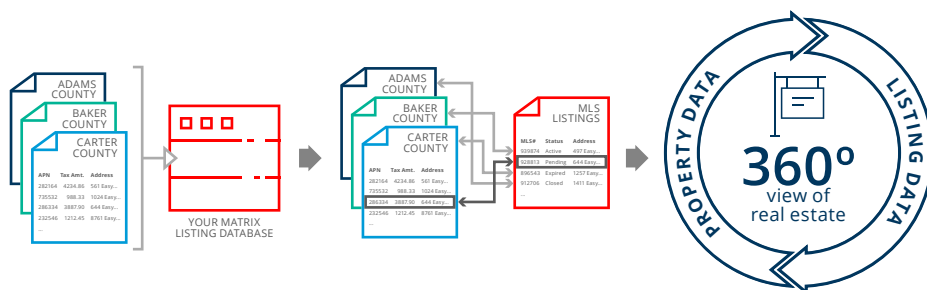 ADAMS
COUNTY
BAKER
COUNTY
CARTER
COUNTY
APN Tax Amt. Address
282164 4234.86 561 Easy...
735532 988.33 1024 Easy...
286334 3887.90 644 Easy...
232546 1212.45 8761 Easy...
...
YOUR MATRIX
LISTING DATABASE
ADAMS
COUNTY
BAKER
COUNTY
CARTER
COUNTY
APN Tax Amt. Address
282164 4234.86 561 Easy...
735532 988.33 1024 Easy...
286334 3887.90 644 Easy...
232546 1212.45 8761 Easy...
...
MLS
LISTINGS
MLS# Status Address
939874 Active 497 Easy...
928813 Pending 644 Easy...
896543 Expired 1257 Easy...
912706 Closed 1411 Easy...
...
PROPERTY DATA
LISTING DATA
360º
view of
real estate